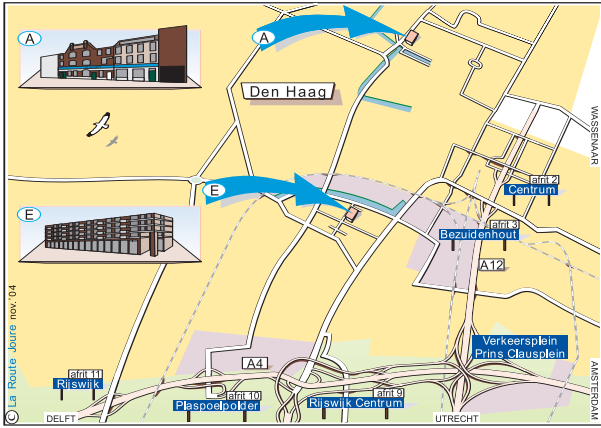 A
A
Den Haag
WASSENAAR
afrit 2
Centrum
E
E
afrit 3
Bezuidenhout
A12
© La Route Joure nov.'04
Verkeersplein
Prins Clausplein
A4
afrit 11
Rijswijk
afrit 10
Plaspoelpolder
afrit 9
Rijswijk Centrum
AMSTERDAM
DELFT
UTRECHT